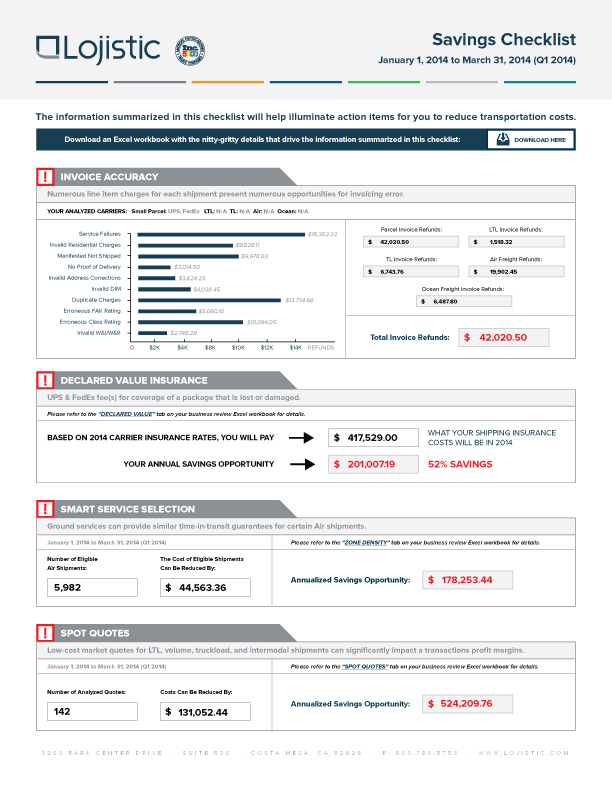 Lojistic
Inc. 5000
Savings Checklist
January 1, 2014 to March 31, 2014 (Q1 2014)
The information summarized in this checklist will help illuminate action items for you to reduce transportation costs.
Download an Excel workbook with the nitty-gritty details that drive the information summarized in this checklist:
DOWNLOAD HERE
! INVOICE ACCURACY
Numerous line item charges for each shipment present numerous opportunities for invoicing error.
YOUR ANALYZED CARRIERS: Small Parcel: UPS, FedEx LTL: N/A TL: N/A Air: N/A Ocean: N/A
Service Failures $15,352.32
Invalid Residential Charges $9,028.11
Manifested Not Shipped $9,878.03
No Proof of Delivery $3,014.50
Invalid Address Corrections $3,624.25
Invalid DIM $4,038.45
Duplicate Charges $13,734.66
Erroneous FAK Rating $5,060.10
Erroneous Class Rating $10,094.05
Invalid W&I/W&R $2,748.29
0 $2K $4K $8K $10K $12K $14K REFUNDS
Parcel Invoice Refunds:
$ 42,020.50
LTL Invoice Refunds:
$ 1,518.32
TL Invoice Refunds:
$ 6,743.76
Air Freight Refunds:
$ 19,902.45
Ocean Freight Invoice Refunds:
$ 6,487.80
Total Invoice Refunds: $ 42,020.50
! DECLARED VALUE INSURANCE
UPS & FedEx fee(s) for coverage of a package that is lost or damaged.
Please refer to the "DECLARED VALUE" tab on your business review Excel workbook for details.
BASED ON 2014 CARRIER INSURANCE RATES, YOU WILL PAY $ 417,529.00
WHAT YOUR SHIPPING INSURANCE
COSTS WILL BE IN 2014
YOUR ANNUAL SAVINGS OPPORTUNITY $ 201,007.19 52% SAVINGS
! SMART SERVICE SELECTION
Ground services can provide similar time-in-transit guarantees for certain Air shipments.
January 1, 2014 to March 31, 2014 (Q1 2014)
Please refer to the "ZONE DENSITY" tab on your business review Excel workbook for details.
Number of Eligible
Air Shipments:
5,982
The Cost of Eligible Shipments
Can Be Reduced By:
$ 44,563.36
Annualized Savings Opportunity: $ 178,253.44
! SPOT QUOTES
Low-cost market quotes for LTL, volume, truckload, and intermodal shipments can significantly impact a transactions profit margins.
January 1, 2014 to March 31, 2014 (Q1 2014)
Please refer to the "SPOT QUOTES" tab on your business review Excel workbook for details.
Number of Analyzed Quotes:
142
Costs Can Be Reduced By:
$ 131,052.44
Annualized Savings Opportunity: $ 524,209.76
3200 PARK CENTER DRIVE · SUITE 500 · COSTA MESA, CA 92626 · P: 800.783.5753 · WWW.LOJISTIC.COM